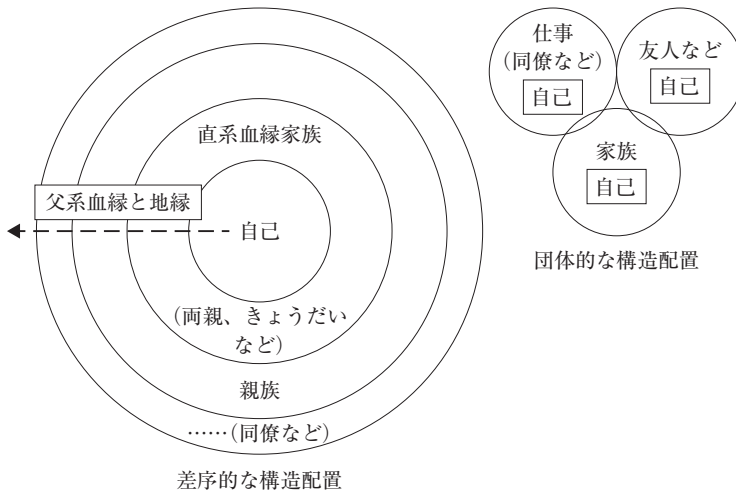 直系血縁家族
父系血縁と地縁
自己
(両親、きょうだい
など)
親族
……(同僚など)
差序的な構造配置
仕事
(同僚など)
自己
友人など
自己
家族
自己
団体的な構造配置